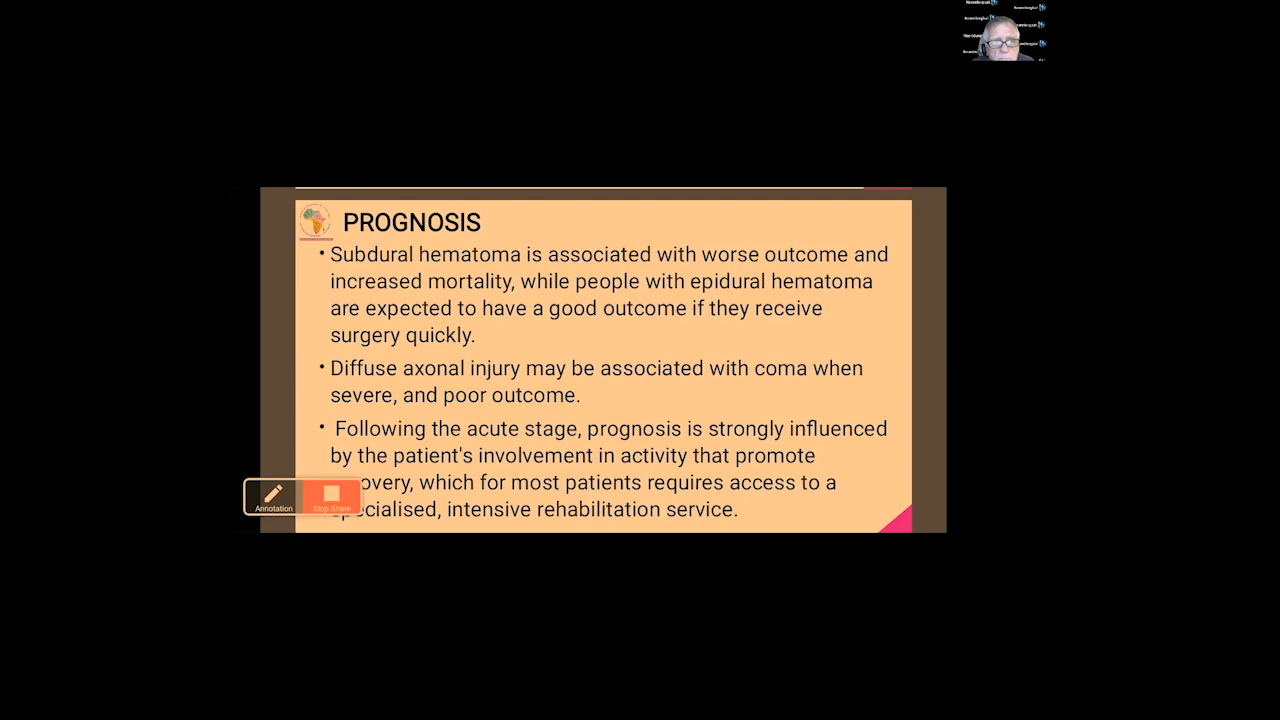 PROGNOSIS
• Subdural hematoma is associated with worse outcome and
increased mortality, while people with epidural hematoma
are expected to have a good outcome if they receive
surgery quickly.
• Diffuse axonal injury may be associated with coma when
severe, and poor outcome.
• Following the acute stage, prognosis is strongly influenced
by the patient's involvement in activity that promote
overy, which for most patients requires access to a
specialised, intensive rehabilitation service.
Annotation
Stop Share